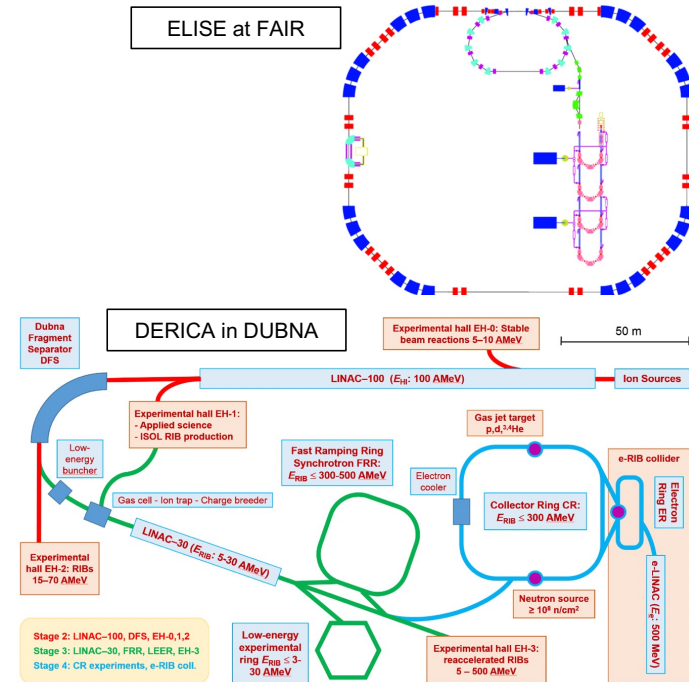 ELISE at FAIR
DERICA in DUBNA
Dubna
Fragment
Separator
DFS
Experimental hall EH-0: Stable
beam reactions 5–10 AMeV
50 m
LINAC–100 (E_HI: 100 AMeV)
Ion Sources
Experimental hall EH-1:
- Applied science
- ISOL RIB production
Low-
energy
buncher
Gas cell - Ion trap - Charge breeder
Fast Ramping Ring
Synchrotron FRR:
E_RIB ≤ 300-500 AMeV
Gas jet target
p,d,³,⁴He
Electron
cooler
Collector Ring CR:
E_RIB ≤ 300 AMeV
e-RIB collider
Electron
Ring ER
LINAC–30 (E_RIB: 5-30 AMeV)
Experimental
hall EH-2: RIBs
15–70 AMeV
Neutron source
≥ 10⁸ n/cm²
e-LINAC (E_e: 500 MeV)
Stage 2: LINAC–100, DFS, EH-0,1,2
Stage 3: LINAC–30, FRR, LEER, EH-3
Stage 4: CR experiments, e-RIB coll.
Low-energy
experimental
ring E_RIB ≤ 3-
30 AMeV
Experimental hall EH-3:
reaccelerated RIBs
5 – 500 AMeV